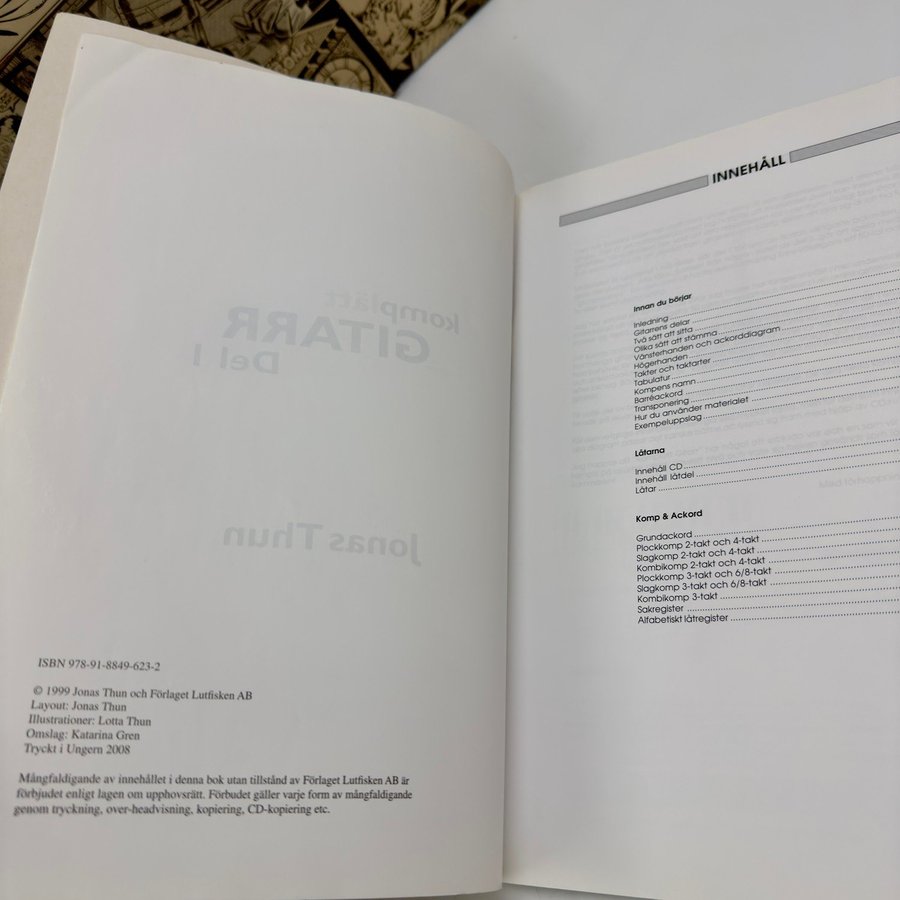 komplätt
GITARR
Del I
Jonas Thun
ISBN 978-91-8849-623-2
© 1999 Jonas Thun och Förlaget Lutfisken AB
Layout: Jonas Thun
Illustrationer: Lotta Thun
Omslag: Katarina Gren
Tryckt i Ungern 2008
Mångfaldigande av innehållet i denna bok utan tillstånd av Förlaget Lutfisken AB är
förbjudet enligt lagen om upphovsrätt. Förbudet gäller varje form av mångfaldigande
genom tryckning, over-headvisning, kopiering, CD-kopiering etc.
INNEHÅLL
Innan du börjar
Inledning
Gitarrens delar
Två sätt att sitta
Olika sätt att stämma
Vänsterhanden och ackorddiagram
Högerhanden
Takter och taktarter
Tabulatur
Kompens namn
Barréackord
Transponering
Hur du använder materialet
Exempeluppslag
Låtarna
Innehåll CD
Innehåll låtdel
Låtar
Komp & Ackord
Grundackord
Plockkomp 2-takt och 4-takt
Slagkomp 2-takt och 4-takt
Kombikomp 2-takt och 4-takt
Plockkomp 3-takt och 6/8-takt
Slagkomp 3-takt och 6/8-takt
Kombikomp 3-takt
Sakregister
Alfabetiskt låtregister